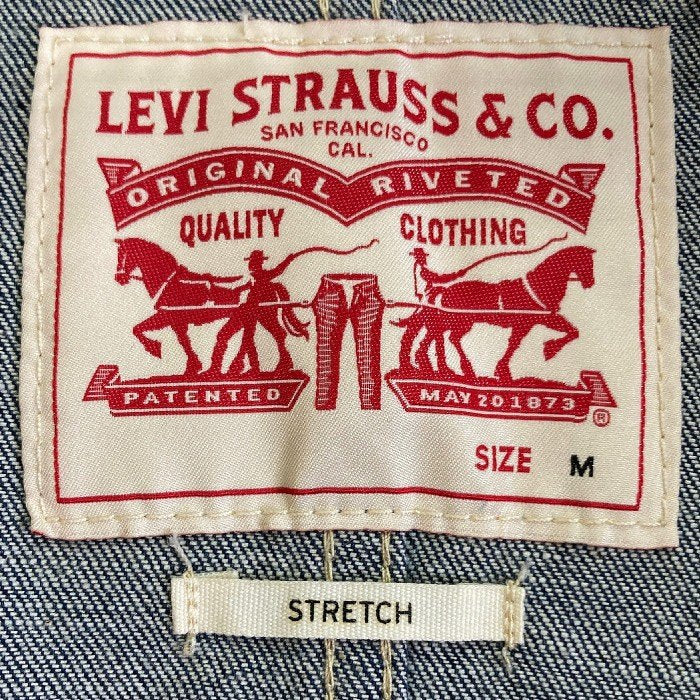 LEVI STRAUSS & CO.
SAN FRANCISCO
CAL.
ORIGINAL RIVETED
QUALITY CLOTHING
PATENTED MAY 20 1873
®
SIZE M
STRETCH